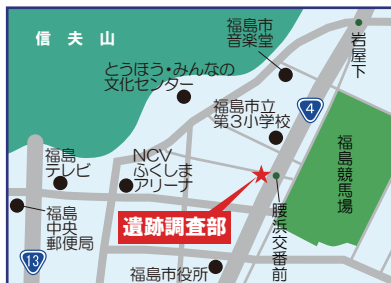 信夫山
福島市
音楽堂
岩屋下
とうほう・みんなの
文化センター
4
福島市立
第3小学校
福島競馬場
福島
テレビ
NCV
ふくしま
アリーナ
遺跡調査部
腰浜交番前
福島
中央
郵便局
13
福島市役所